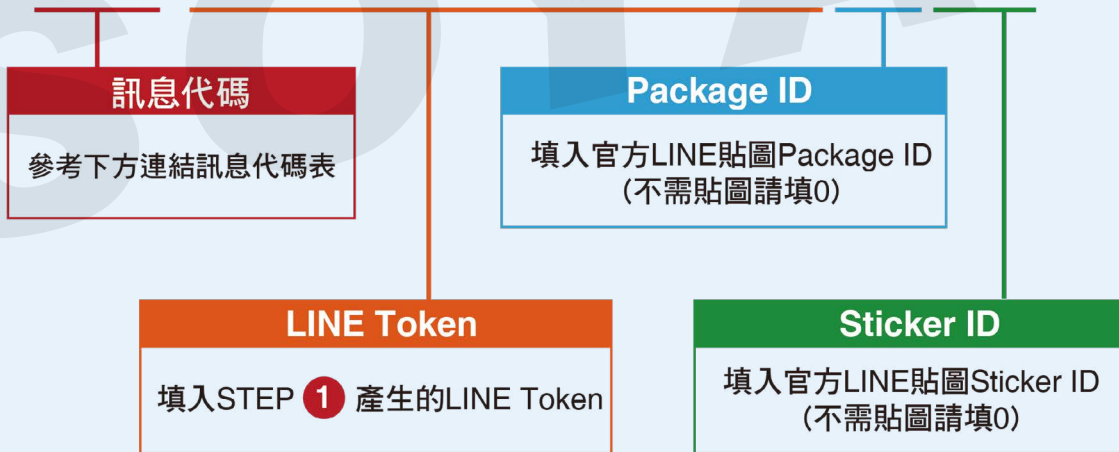 訊息代碼
參考下方連結訊息代碼表
Package ID
填入官方LINE貼圖Package ID
(不需貼圖請填0)
LINE Token
填入STEP 1 產生的LINE Token
Sticker ID
填入官方LINE貼圖Sticker ID
(不需貼圖請填0)